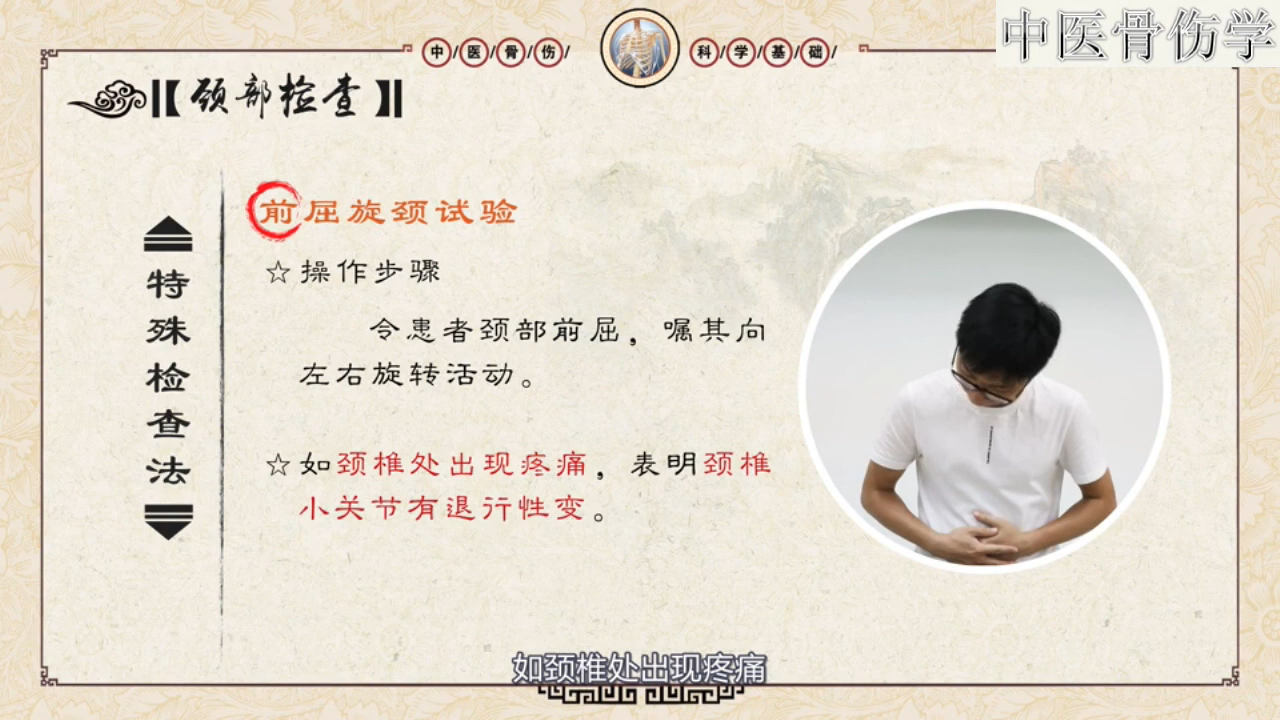 中/医/骨/伤/ 科/学/基/础/
中医骨伤学
【颈部检查】
特殊检查法
前屈旋颈试验
☆操作步骤
令患者颈部前屈，嘱其向
左右旋转活动。
☆如颈椎处出现疼痛，表明颈椎
小关节有退行性变。
如颈椎处出现疼痛